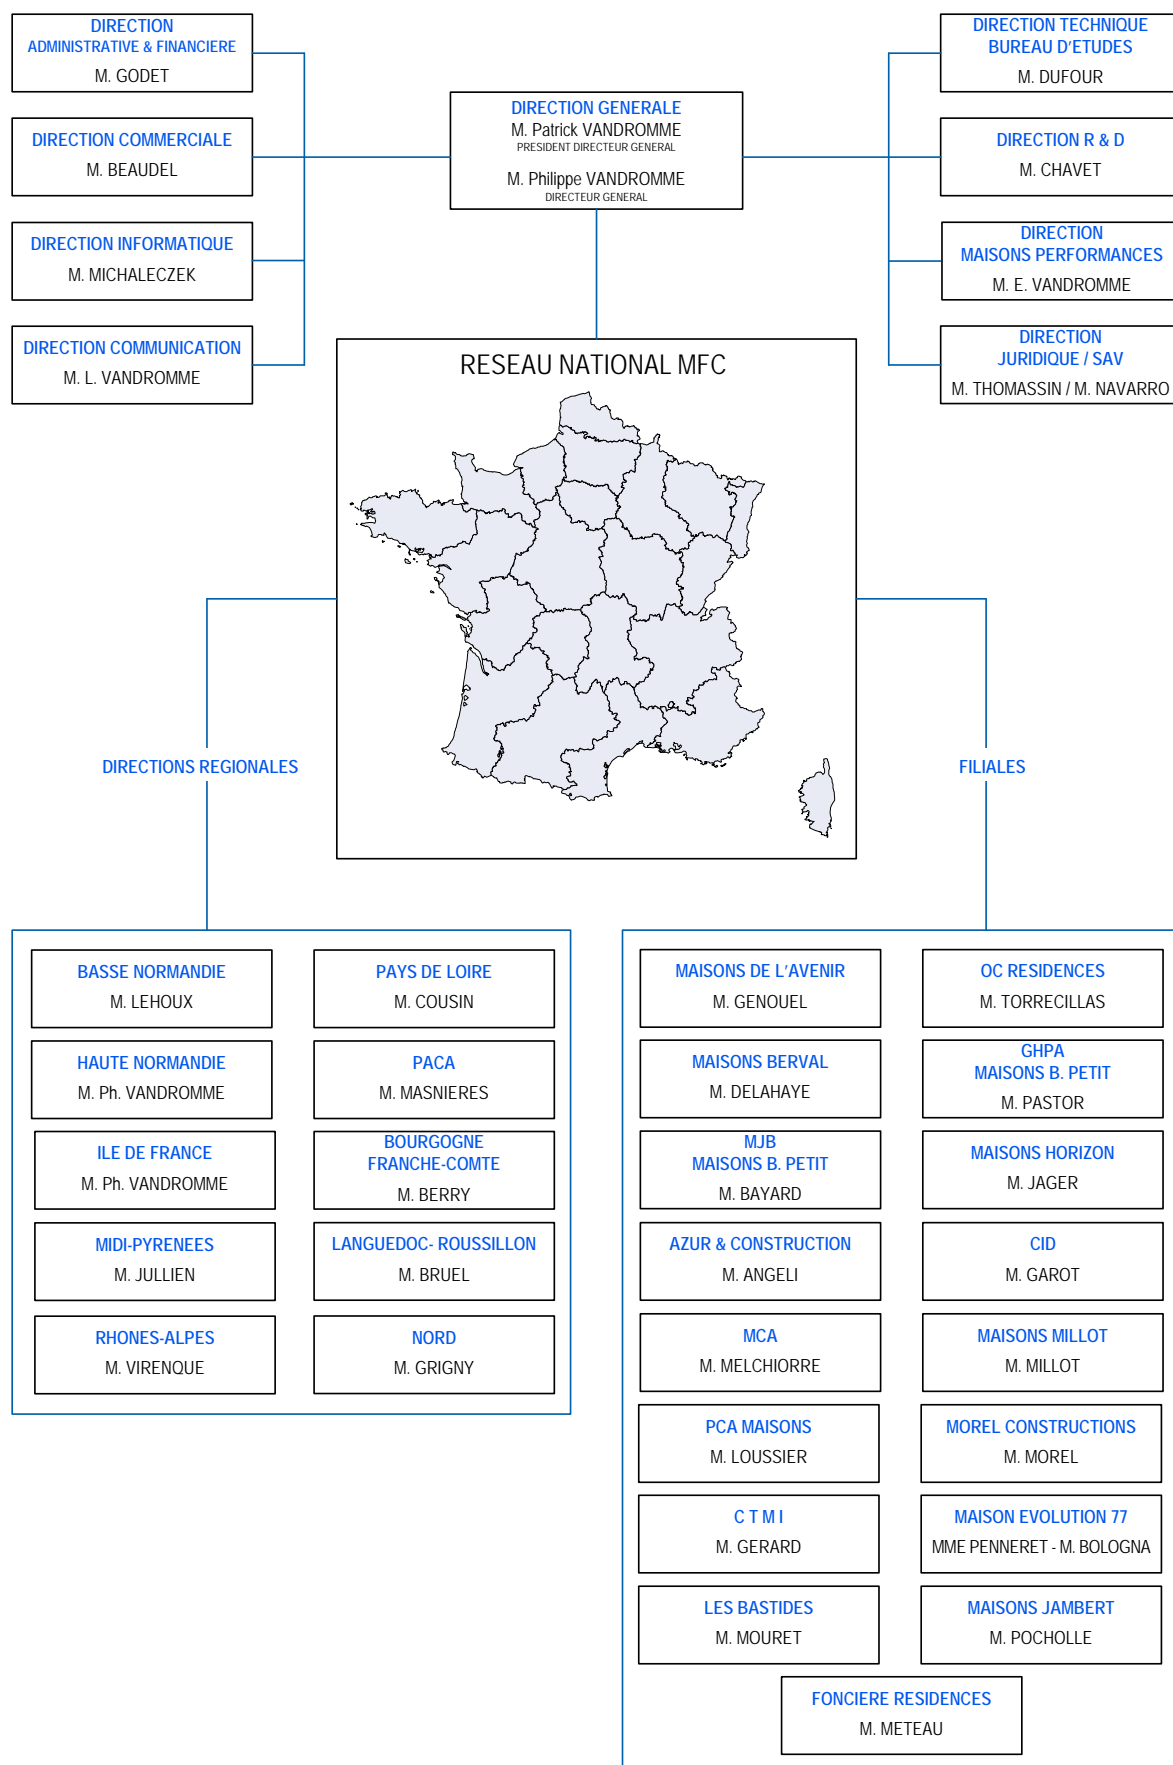 DIRECTION
ADMINISTRATIVE & FINANCIERE
M. GODET
DIRECTION COMMERCIALE
M. BEAUDEL
DIRECTION INFORMATIQUE
M. MICHALECZEK
DIRECTION COMMUNICATION
M. L. VANDROMME
DIRECTION GENERALE
M. Patrick VANDROMME
PRESIDENT DIRECTEUR GENERAL
M. Philippe VANDROMME
DIRECTEUR GENERAL
DIRECTION TECHNIQUE
BUREAU D'ETUDES
M. DUFOUR
DIRECTION R & D
M. CHAVET
DIRECTION
MAISONS PERFORMANCES
M. E. VANDROMME
DIRECTION
JURIDIQUE / SAV
M. THOMASSIN / M. NAVARRO
RESEAU NATIONAL MFC
DIRECTIONS REGIONALES
FILIALES
BASSE NORMANDIE
M. LEHOUX
PAYS DE LOIRE
M. COUSIN
HAUTE NORMANDIE
M. Ph. VANDROMME
PACA
M. MASNIERES
ILE DE FRANCE
M. Ph. VANDROMME
BOURGOGNE
FRANCHE-COMTE
M. BERRY
MIDI-PYRENEES
M. JULLIEN
LANGUEDOC- ROUSSILLON
M. BRUEL
RHONES-ALPES
M. VIRENQUE
NORD
M. GRIGNY
MAISONS DE L'AVENIR
M. GENOUEL
OC RESIDENCES
M. TORRECILLAS
MAISONS BERVAL
M. DELAHAYE
GHPA
MAISONS B. PETIT
M. PASTOR
MJB
MAISONS B. PETIT
M. BAYARD
MAISONS HORIZON
M. JAGER
AZUR & CONSTRUCTION
M. ANGELI
CID
M. GAROT
MCA
M. MELCHIORRE
MAISONS MILLOT
M. MILLOT
PCA MAISONS
M. LOUSSIER
MOREL CONSTRUCTIONS
M. MOREL
C T M I
M. GERARD
MAISON EVOLUTION 77
MME PENNERET - M. BOLOGNA
LES BASTIDES
M. MOURET
MAISONS JAMBERT
M. POCHOLLE
FONCIERE RESIDENCES
M. METEAU